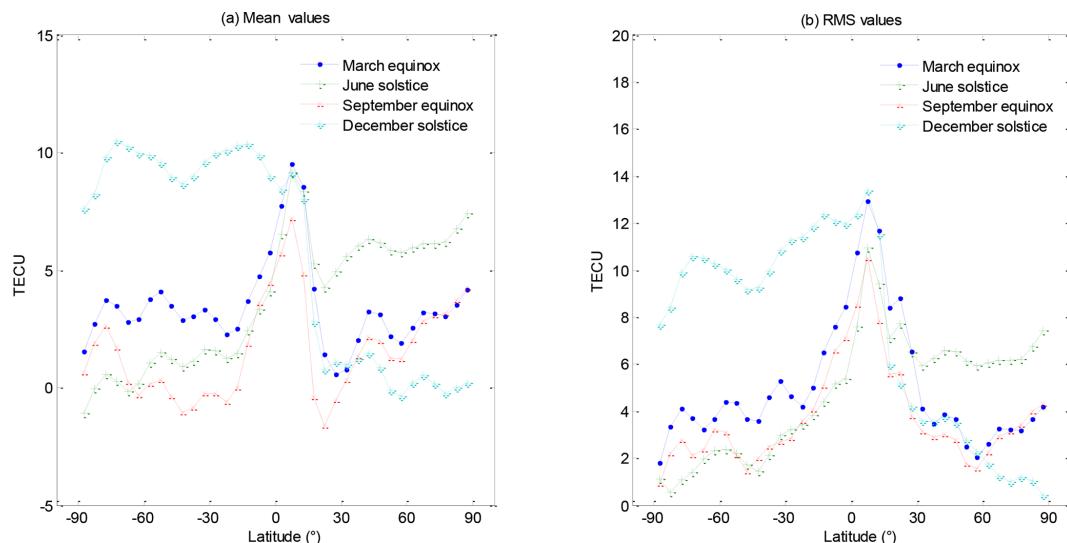 (a) Mean values
15
10
5
0
-5
TECU
-90
-60
-30
0
30
60
90
Latitude (°)
March equinox
June solstice
September equinox
December solstice
(b) RMS values
20
18
16
14
12
10
8
6
4
2
0
TECU
-90
-60
-30
0
30
60
90
Latitude (°)
March equinox
June solstice
September equinox
December solstice